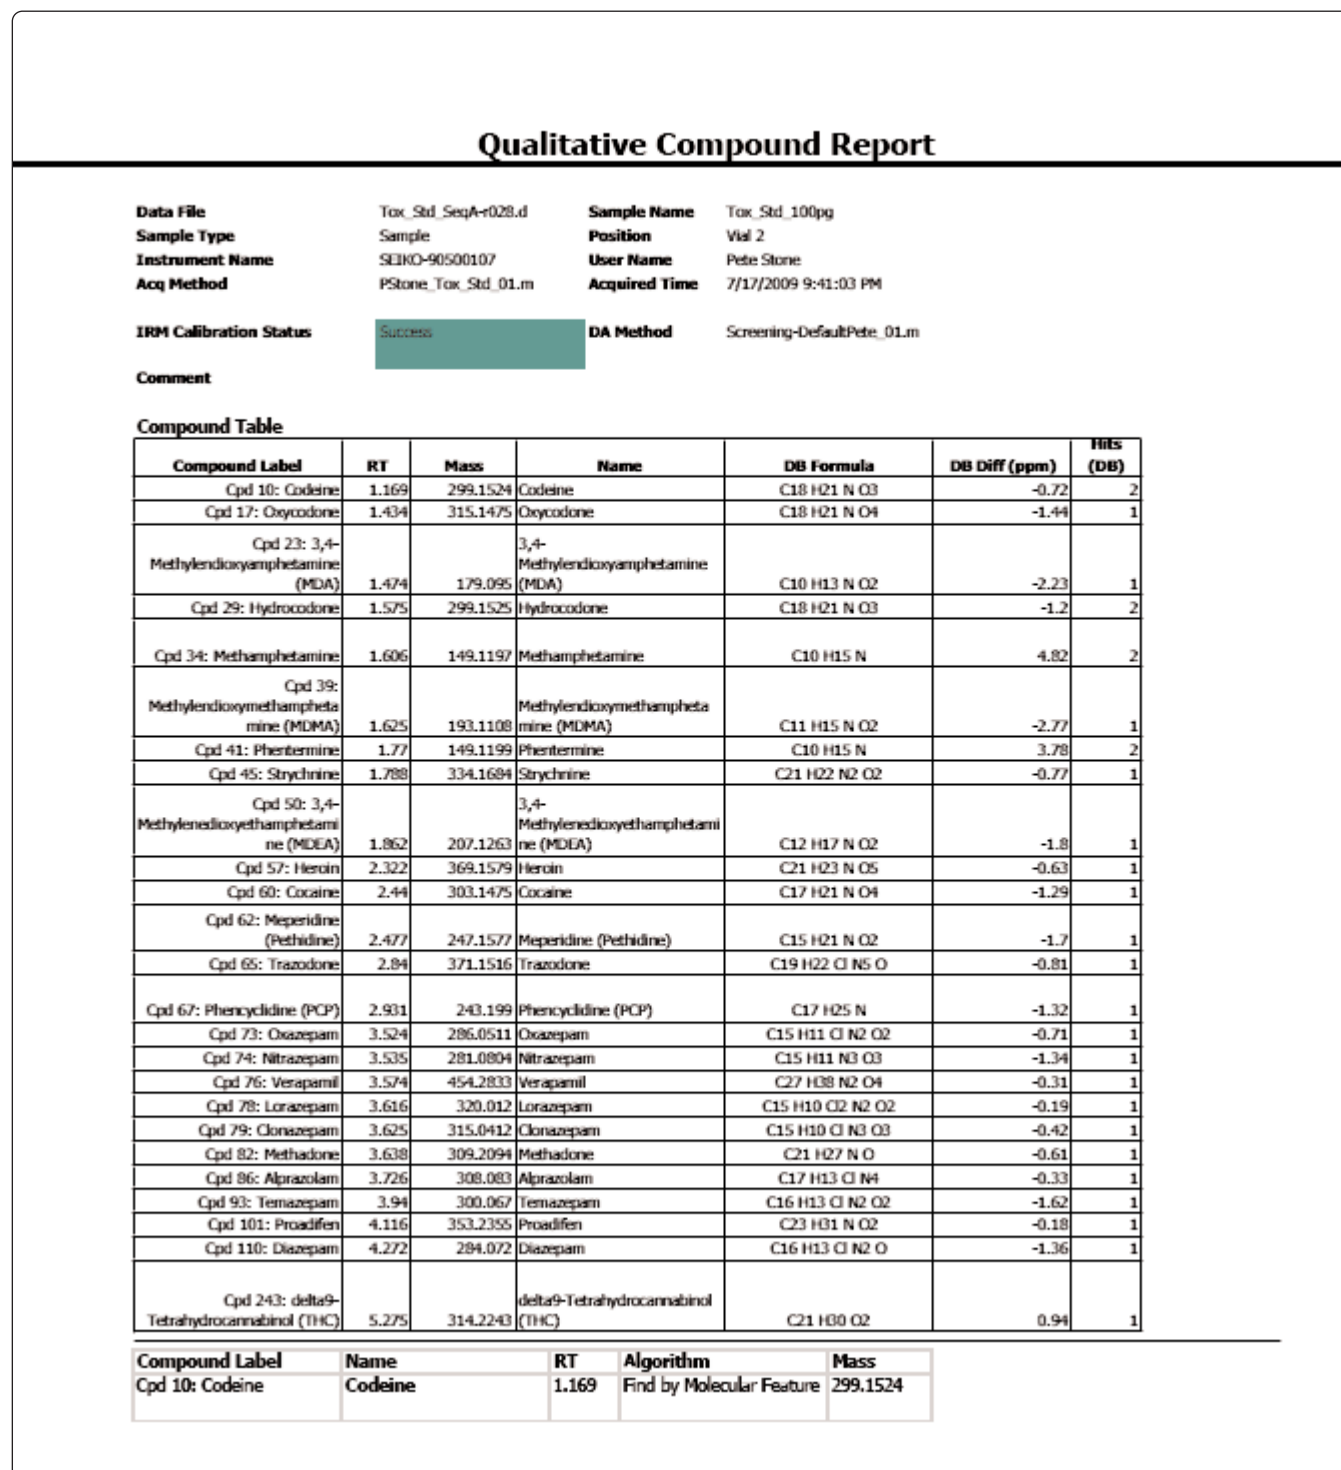 Qualitative Compound Report
Data File Tox_Std_SeqA-r028.d Sample Name Tox_Std_100pg
Sample Type Sample Position Vial 2
Instrument Name SEIKO-90500107 User Name Pete Stone
Acq Method PStone_Tox_Std_01.m Acquired Time 7/17/2009 9:41:03 PM
IRM Calibration Status Success DA Method Screening-DefaultPete_01.m
Comment
Compound Table
Hits
Compound Label RT Mass Name DB Formula DB Diff (ppm) (DB)
Cpd 10: Codeine 1.169 299.1524 Codeine C18 H21 N O3 -0.72 2
Cpd 17: Oxycodone 1.434 315.1475 Oxycodone C18 H21 N O4 -1.44 1
Cpd 23: 3,4- 3,4-
Methylendioxyamphetamine Methylendioxyamphetamine
(MDA) 1.474 179.095 (MDA) C10 H13 N O2 -2.23 1
Cpd 29: Hydrocodone 1.575 299.1525 Hydrocodone C18 H21 N O3 -1.2 2
Cpd 34: Methamphetamine 1.606 149.1197 Methamphetamine C10 H15 N 4.82 2
Cpd 39:
Methylendioxymethampheta Methylendioxymethampheta
mine (MDMA) 1.625 193.1108 mine (MDMA) C11 H15 N O2 -2.77 1
Cpd 41: Phentermine 1.77 149.1199 Phentermine C10 H15 N 3.78 2
Cpd 45: Strychnine 1.788 334.1684 Strychnine C21 H22 N2 O2 -0.77 1
Cpd 50: 3,4- 3,4-
Methylenedioxyethamphetami Methylenedioxyethamphetami
ne (MDEA) 1.862 207.1263 ne (MDEA) C12 H17 N O2 -1.8 1
Cpd 57: Heroin 2.322 369.1579 Heroin C21 H23 N O5 -0.63 1
Cpd 60: Cocaine 2.44 303.1475 Cocaine C17 H21 N O4 -1.29 1
Cpd 62: Meperidine
(Pethidine) 2.477 247.1577 Meperidine (Pethidine) C15 H21 N O2 -1.7 1
Cpd 65: Trazodone 2.84 371.1516 Trazodone C19 H22 Cl N5 O -0.81 1
Cpd 67: Phencyclidine (PCP) 2.931 243.199 Phencyclidine (PCP) C17 H25 N -1.32 1
Cpd 73: Oxazepam 3.524 286.0511 Oxazepam C15 H11 Cl N2 O2 -0.71 1
Cpd 74: Nitrazepam 3.535 281.0804 Nitrazepam C15 H11 N3 O3 -1.34 1
Cpd 76: Verapamil 3.574 454.2833 Verapamil C27 H38 N2 O4 -0.31 1
Cpd 78: Lorazepam 3.616 320.012 Lorazepam C15 H10 Cl2 N2 O2 -0.19 1
Cpd 79: Clonazepam 3.625 315.0412 Clonazepam C15 H10 Cl N3 O3 -0.42 1
Cpd 82: Methadone 3.638 309.2094 Methadone C21 H27 N O -0.61 1
Cpd 86: Alprazolam 3.726 308.083 Alprazolam C17 H13 Cl N4 -0.33 1
Cpd 93: Temazepam 3.94 300.067 Temazepam C16 H13 Cl N2 O2 -1.62 1
Cpd 101: Proadifen 4.116 353.2355 Proadifen C23 H31 N O2 -0.18 1
Cpd 110: Diazepam 4.272 284.072 Diazepam C16 H13 Cl N2 O -1.36 1
Cpd 243: delta9- delta9-Tetrahydrocannabinol
Tetrahydrocannabinol (THC) 5.275 314.2243 (THC) C21 H30 O2 0.94 1
Compound Label Name RT Algorithm Mass
Cpd 10: Codeine Codeine 1.169 Find by Molecular Feature 299.1524